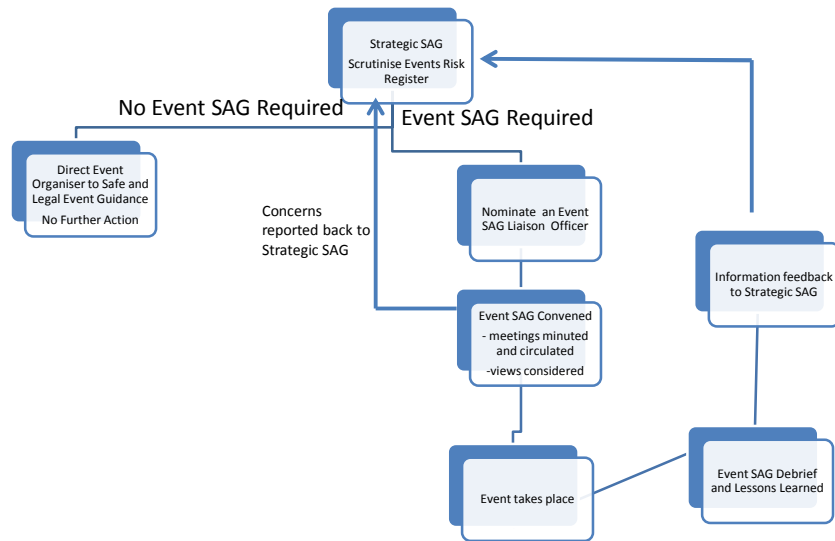 Strategic SAG
Scrutinise Events Risk
Register
No Event SAG Required
Event SAG Required
Direct Event
Organiser to Safe and
Legal Event Guidance
No Further Action
Concerns
reported back to
Strategic SAG
Nominate an Event
SAG Liaison Officer
Information feedback
to Strategic SAG
Event SAG Convened
- meetings minuted
and circulated
-views considered
Event takes place
Event SAG Debrief
and Lessons Learned